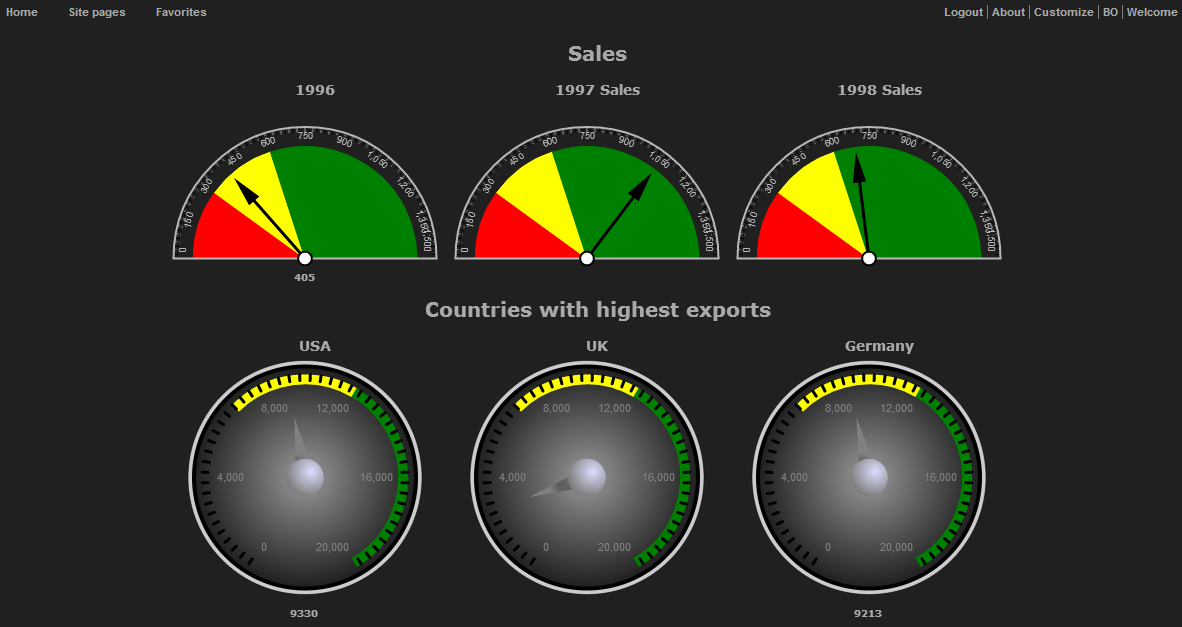 Home Site pages Favorites Logout About Customize BO Welcome
Sales
1996 1997 Sales 1998 Sales
0 150 300 450 600 750 900 1,050 1,200 1,350 1,500
0 150 300 450 600 750 900 1,050 1,200 1,350 1,500
0 150 300 450 600 750 900 1,050 1,200 1,350 1,500
405
Countries with highest exports
USA UK Germany
8,000 12,000 8,000 12,000 8,000 12,000
4,000 16,000 4,000 16,000 4,000 16,000
0 20,000 0 20,000 0 20,000
9330 9213